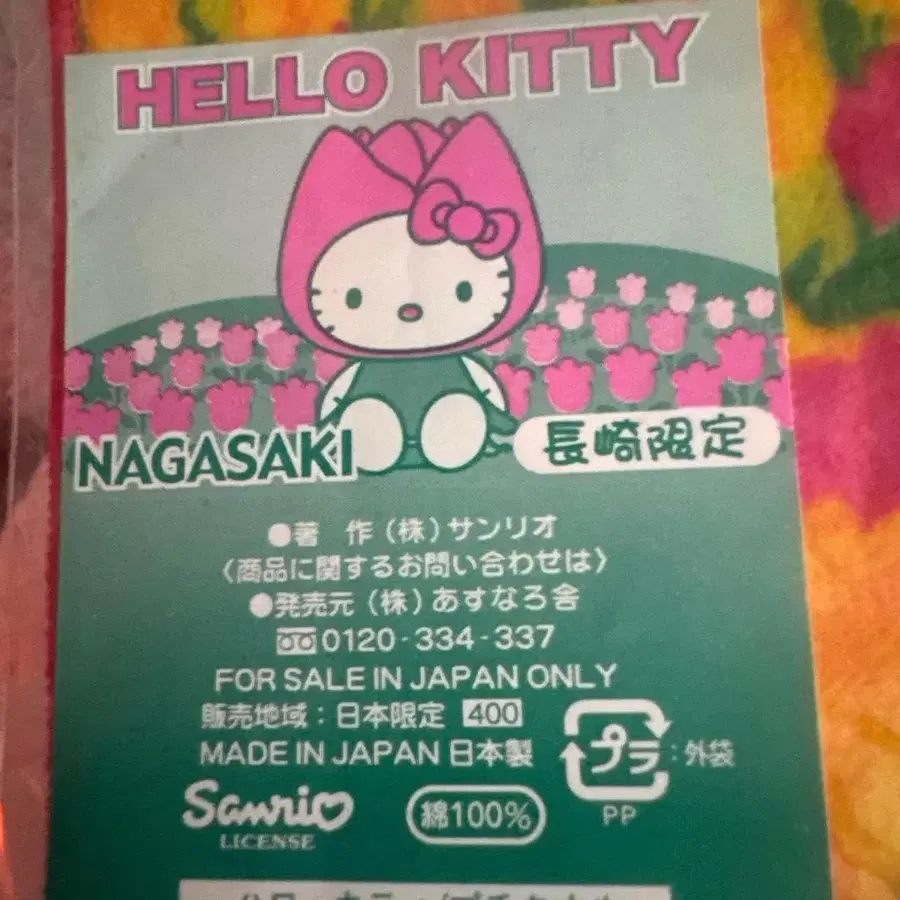 HELLO KITTY
NAGASAKI
長崎限定
●著 作(株)サンリオ
〈商品に関するお問い合わせは〉
●発売元(株)あすなろ舎
0120-334-337
FOR SALE IN JAPAN ONLY
販売地域:日本限定 400
MADE IN JAPAN 日本製
プラ :外袋
PP
Sanrio
LICENSE
綿100%